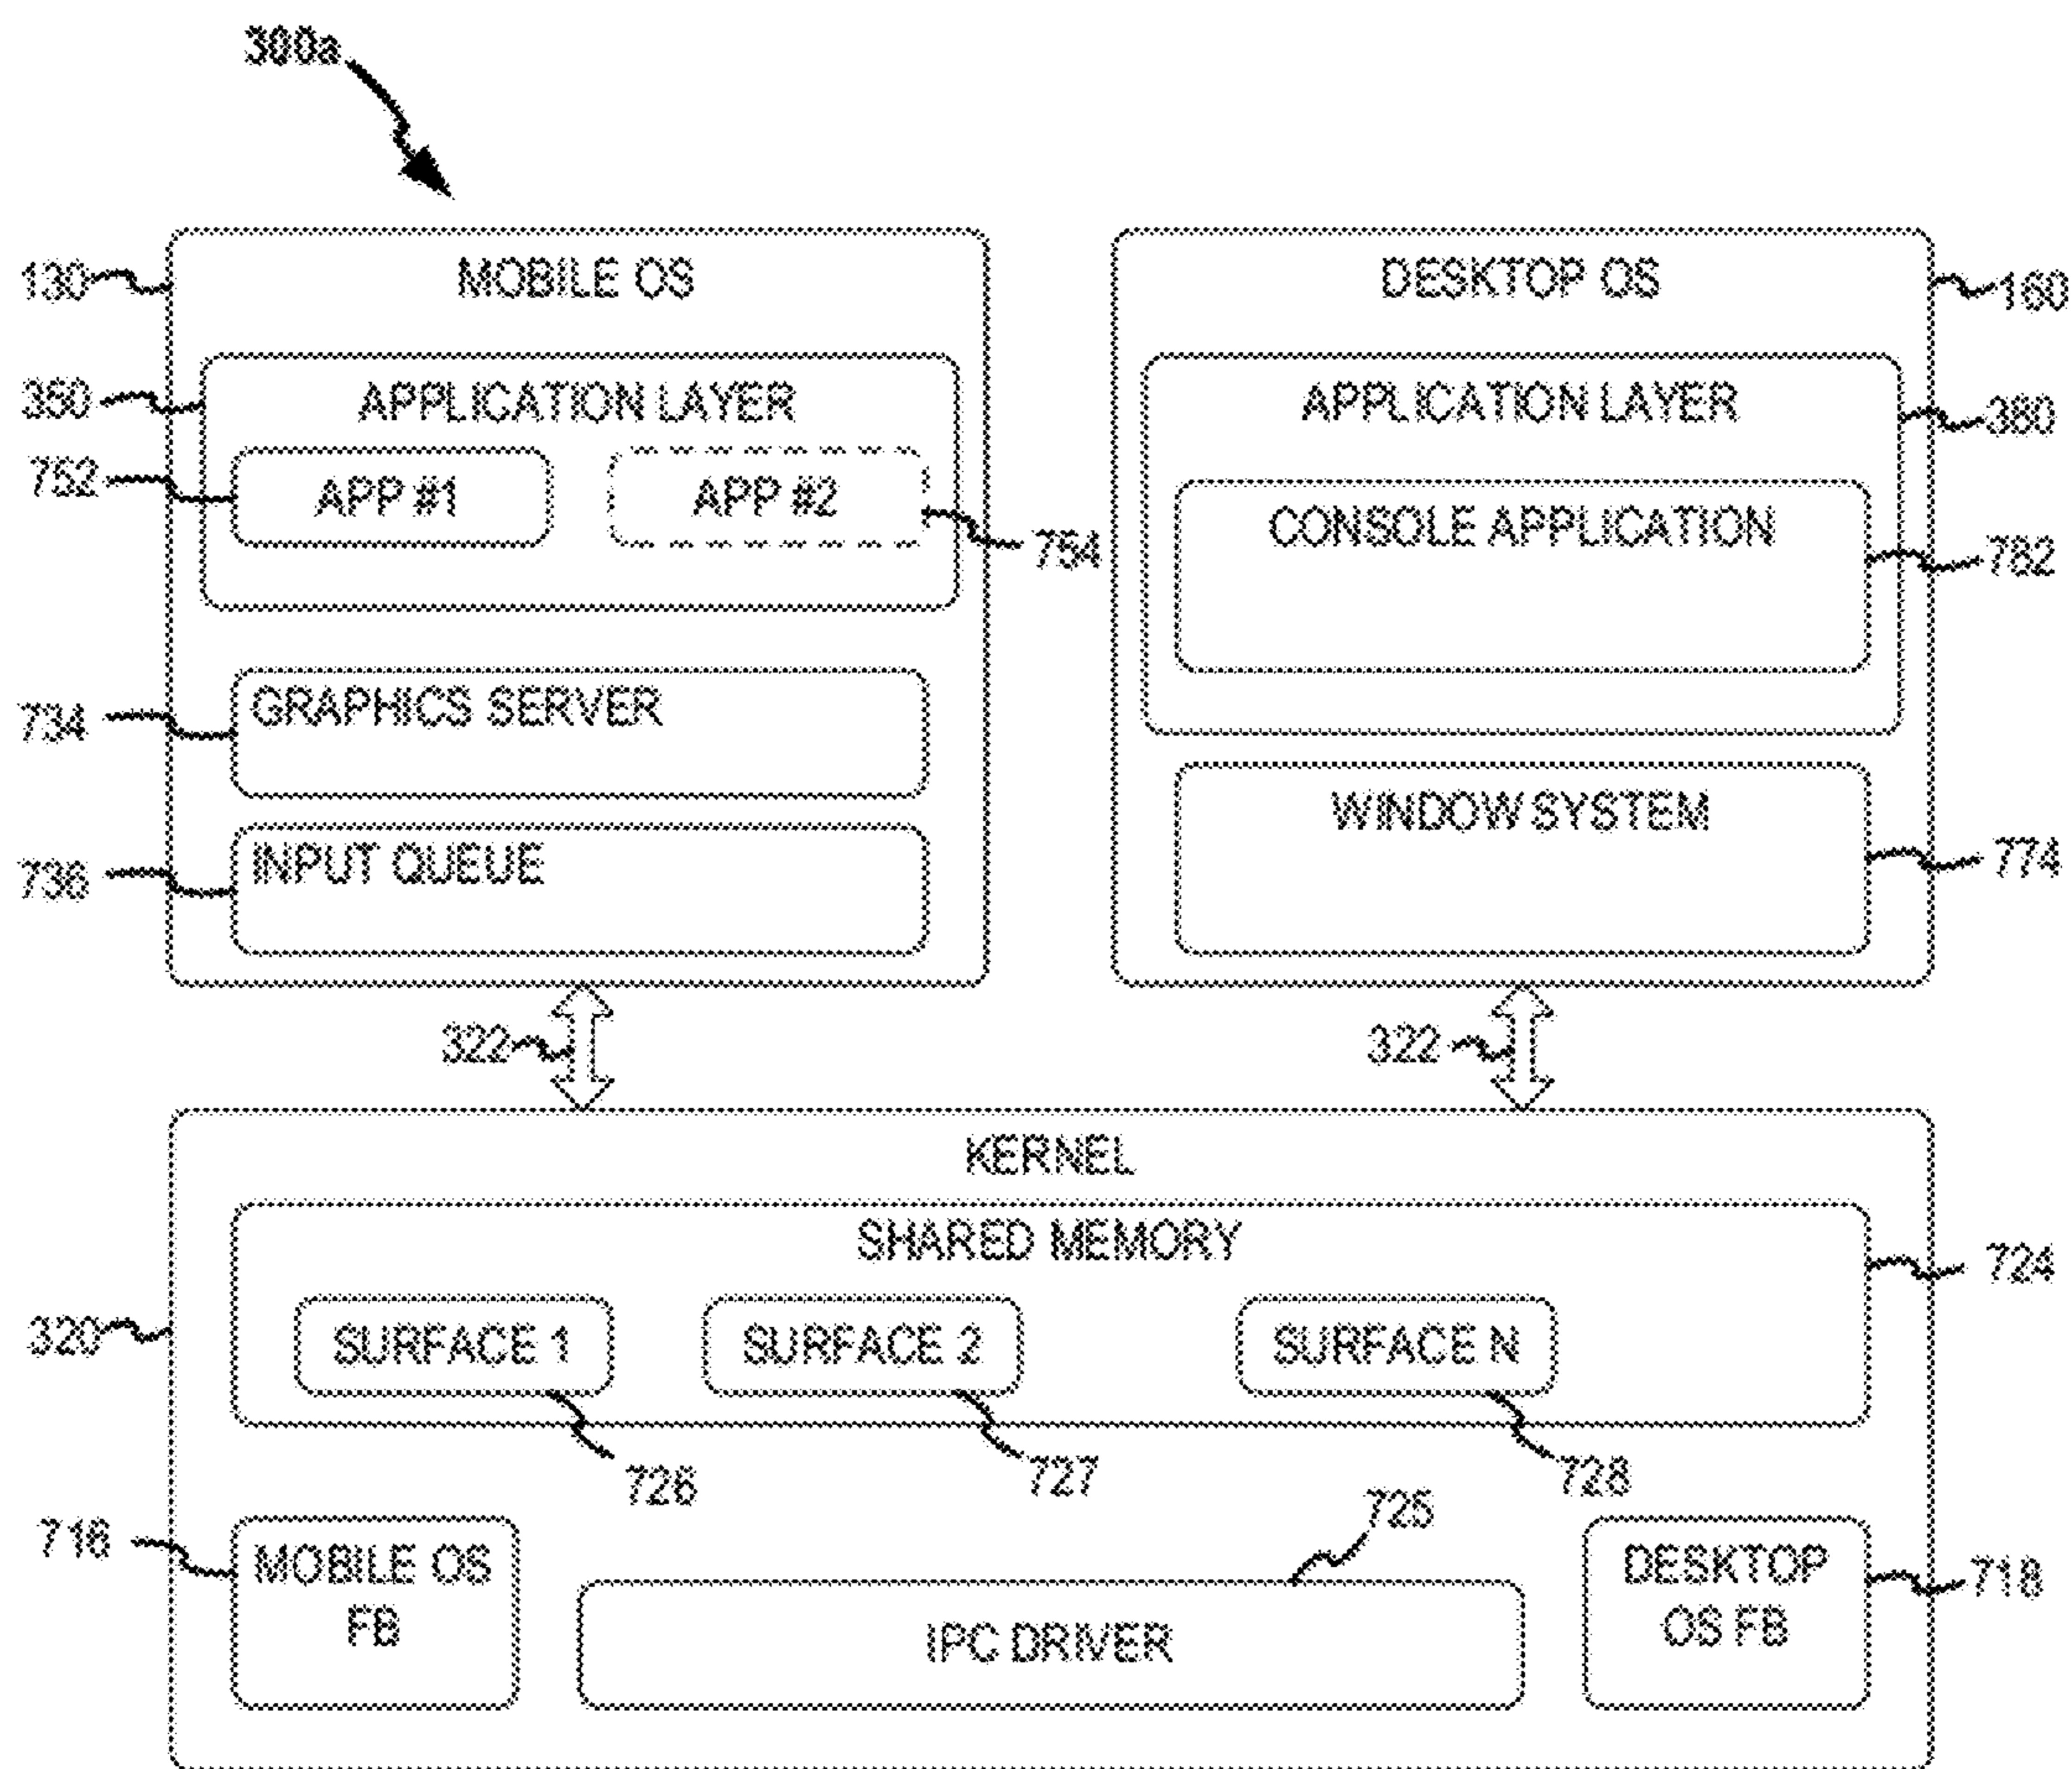 300a
MOBILE OS
130
APPLICATION LAYER
350
APP #1
752
APP #2
754
GRAPHICS SERVER
734
INPUT QUEUE
736
DESKTOP OS
160
APPLICATION LAYER
380
CONSOLE APPLICATION
782
WINDOW SYSTEM
774
322
322
KERNEL
320
SHARED MEMORY
724
SURFACE 1
SURFACE 2
SURFACE N
726
727
728
716
MOBILE OS
FB
725
IPC DRIVER
DESKTOP
OS FB
718